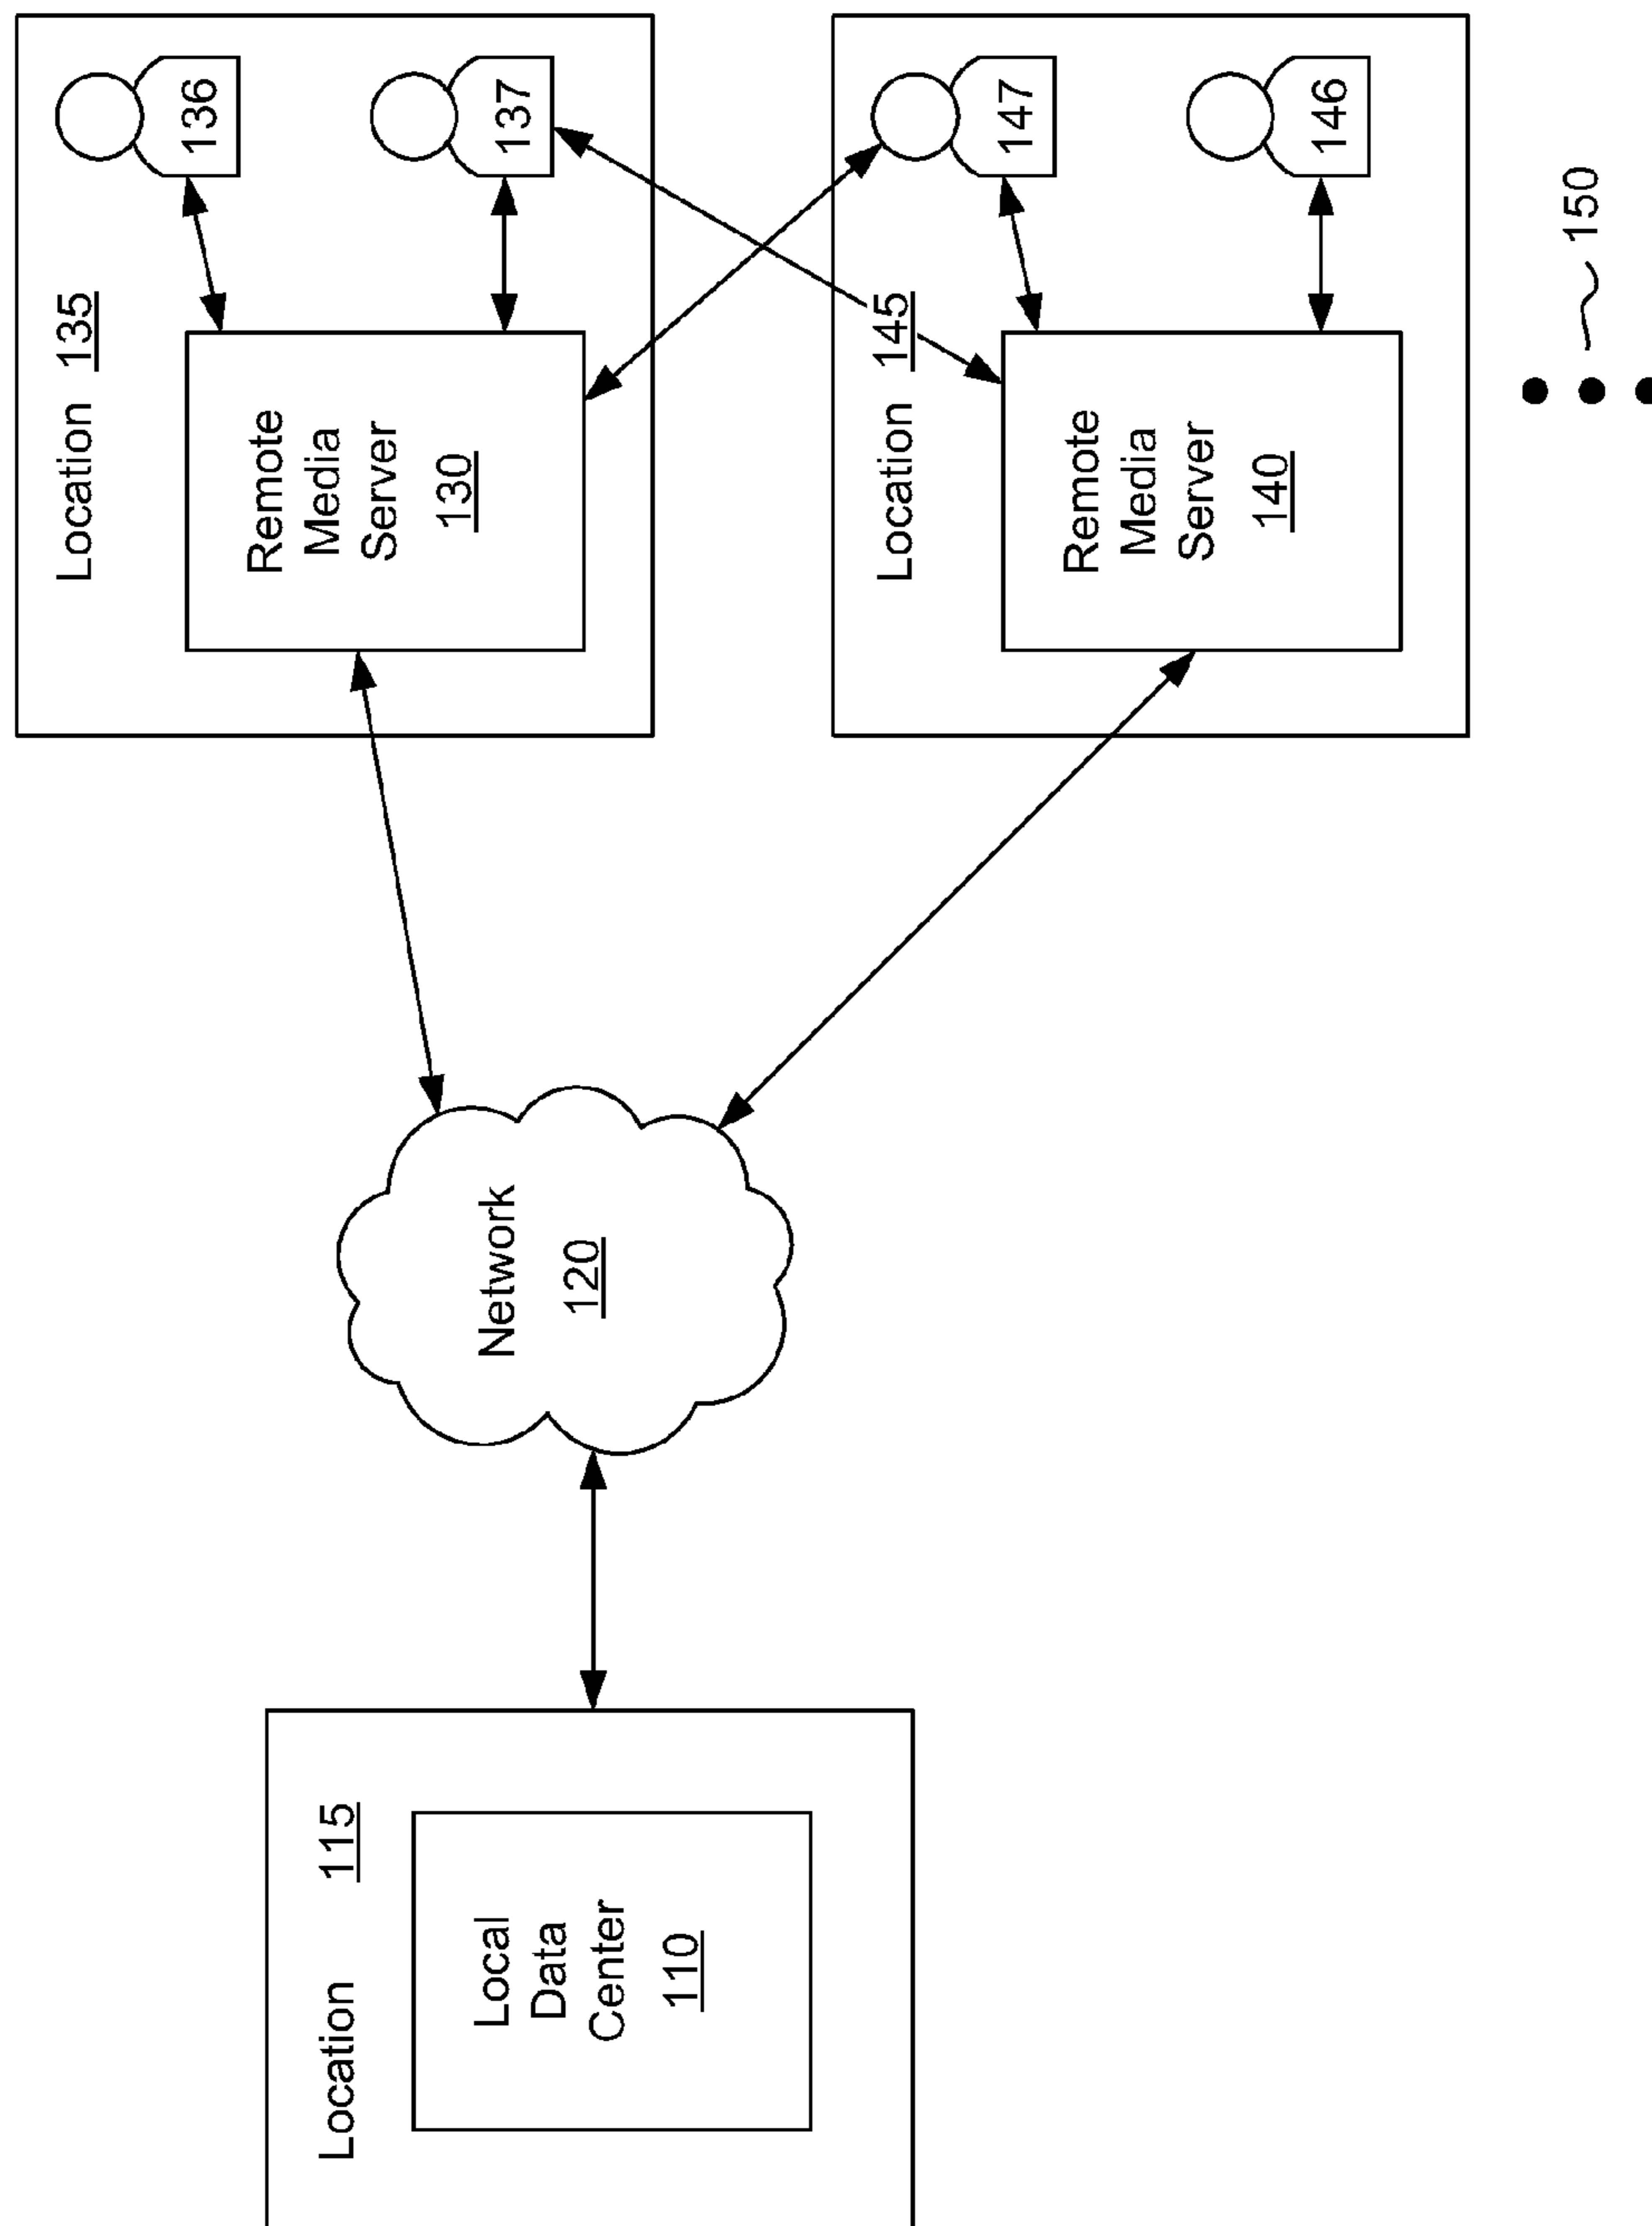 Location 115
Local
Data
Center
110
Network
120
Location 135
Remote
Media
Server
130
136
137
Location 145
Remote
Media
Server
140
147
146
150